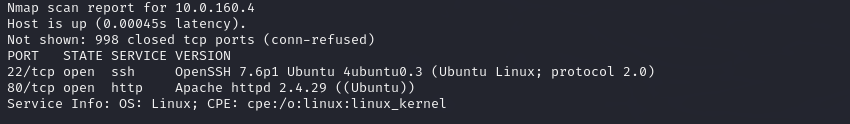 Nmap scan report for 10.0.160.4
Host is up (0.00045s latency).
Not shown: 998 closed tcp ports (conn-refused)
PORT   STATE SERVICE VERSION
22/tcp open  ssh     OpenSSH 7.6p1 Ubuntu 4ubuntu0.3 (Ubuntu Linux; protocol 2.0)
80/tcp open  http    Apache httpd 2.4.29 ((Ubuntu))
Service Info: OS: Linux; CPE: cpe:/o:linux:linux_kernel